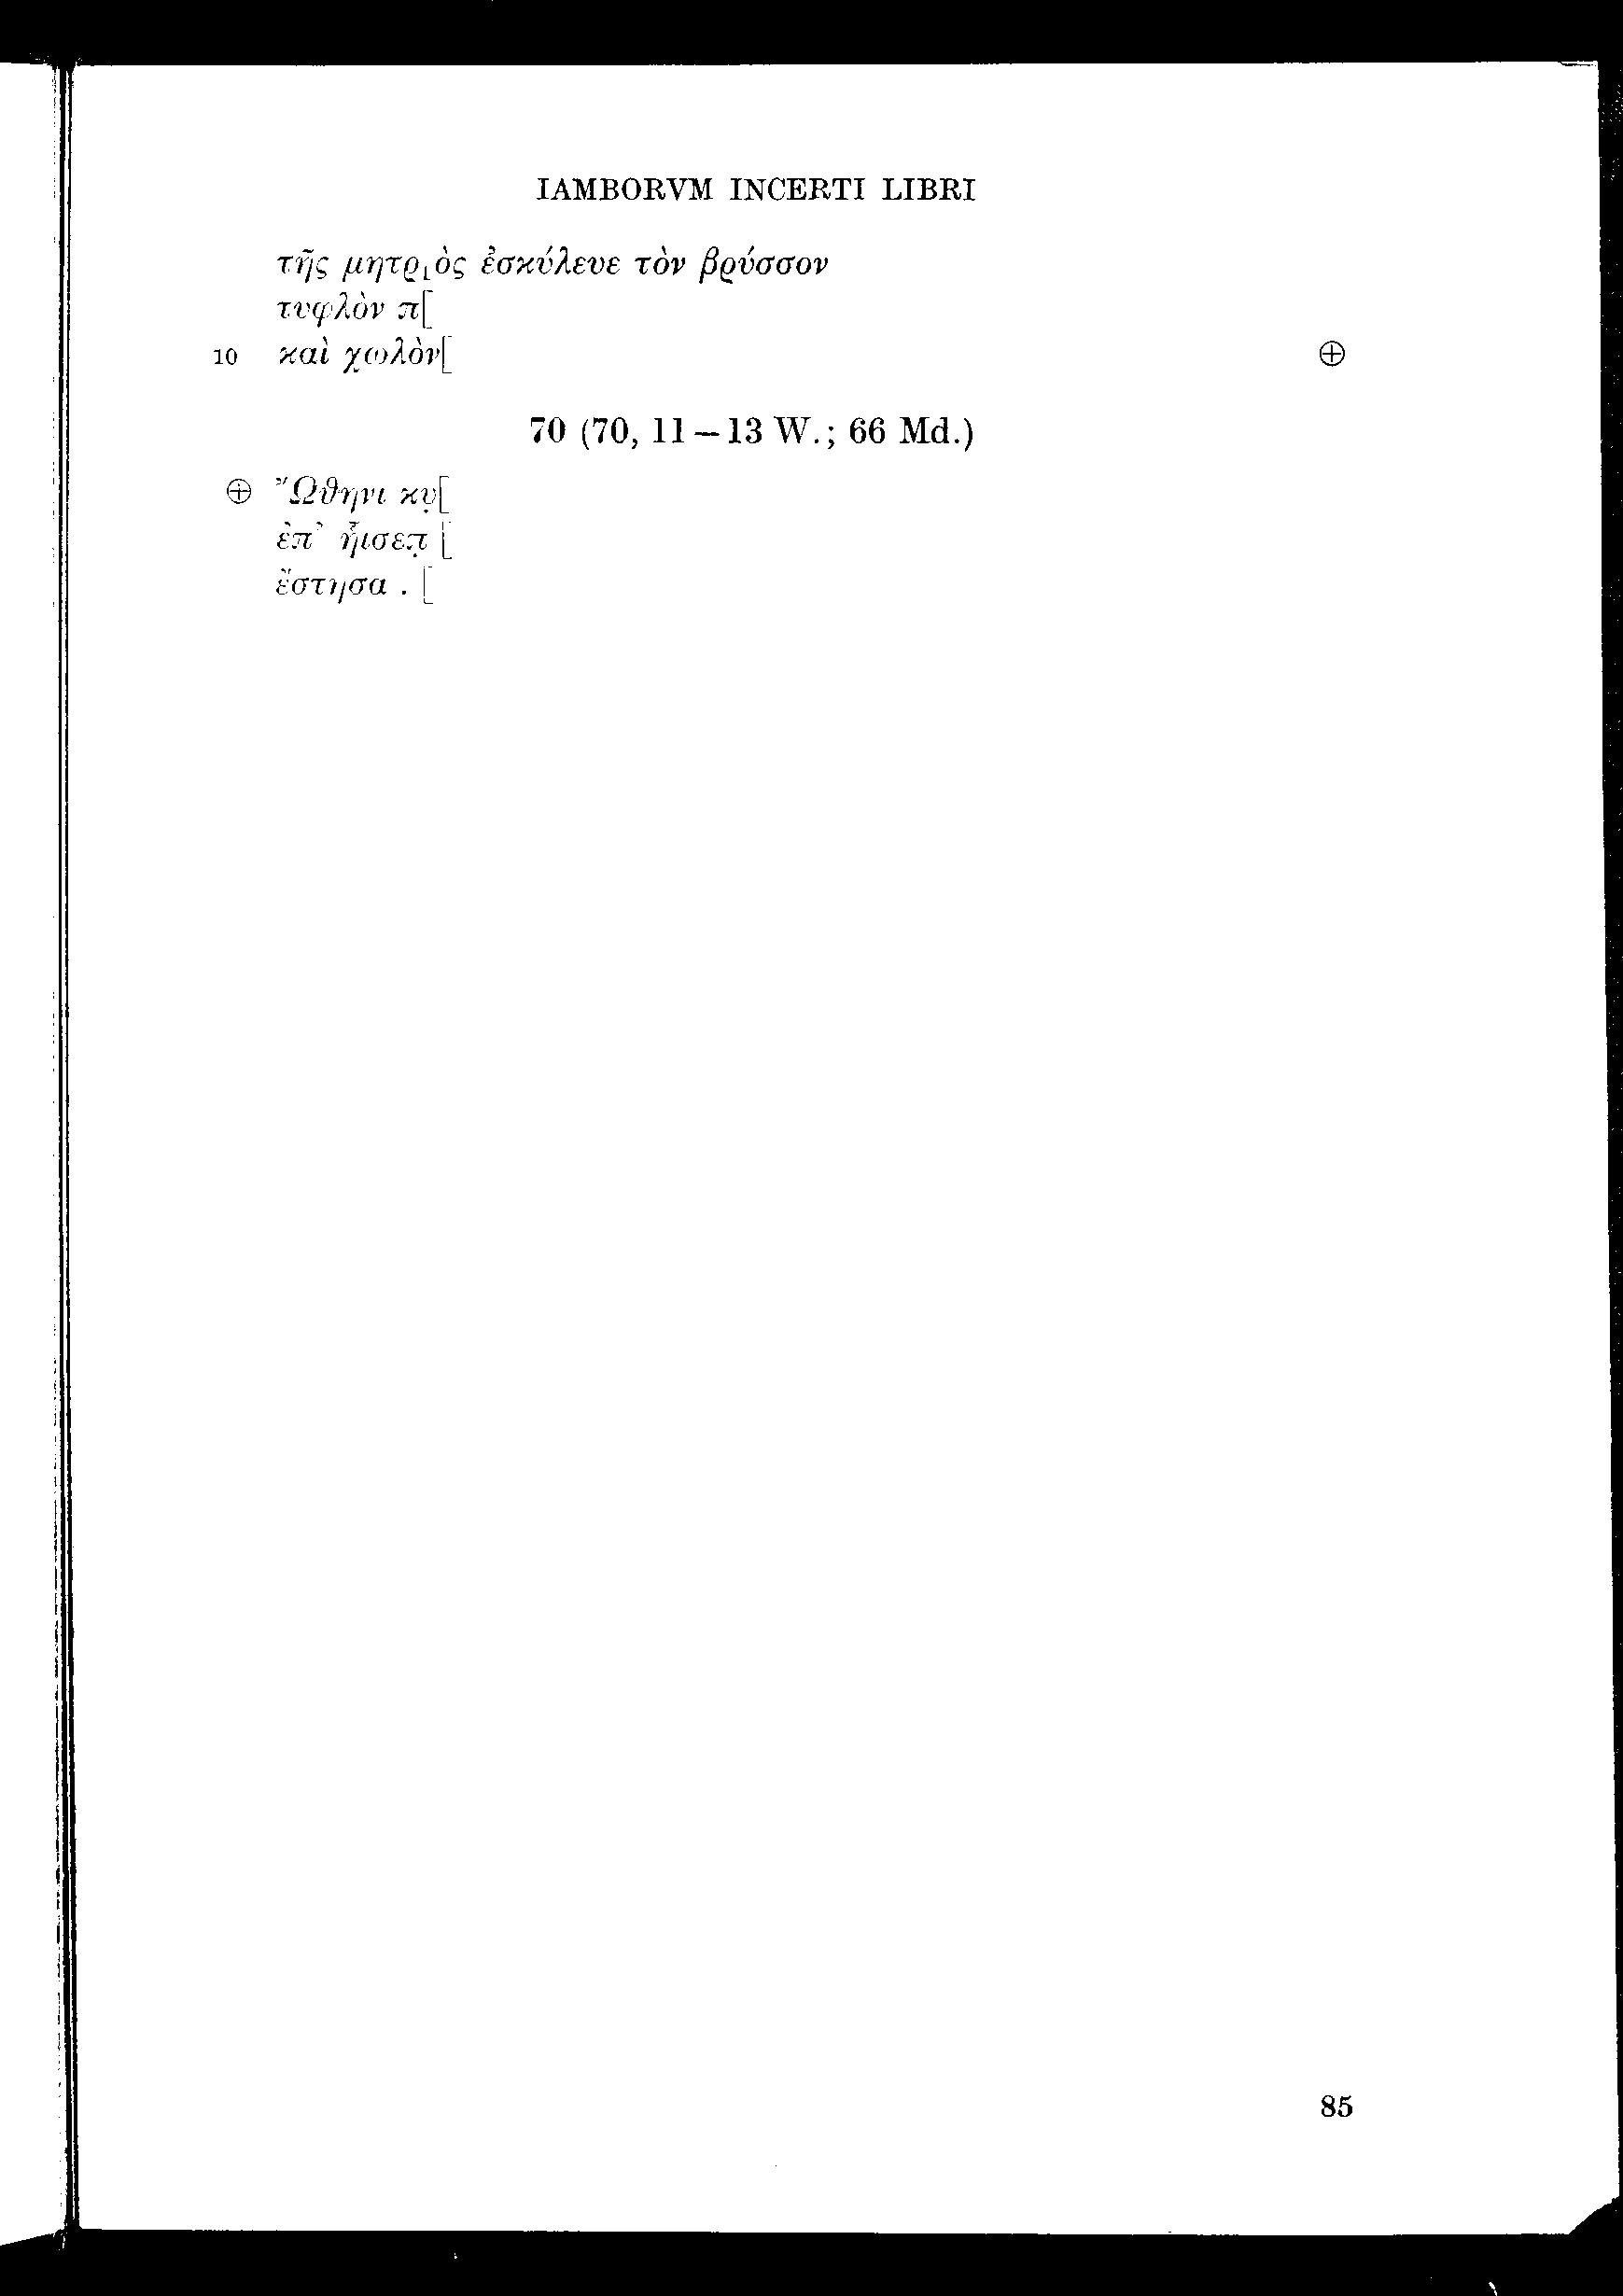 IAMBORVM INCERTI LIBRI
τῆς μητρ⸤ὸς ἐσκύλευε τὸν βρύσσον
τυφλὸν π[
10 καὶ χωλὸν[ ⊕
70 (70, 11–13 W.; 66 Md.)
⊕ Ὤθηνι κυ̣[
ἐπ’ ἧισεπ̣ [
ἔστησα . [
85